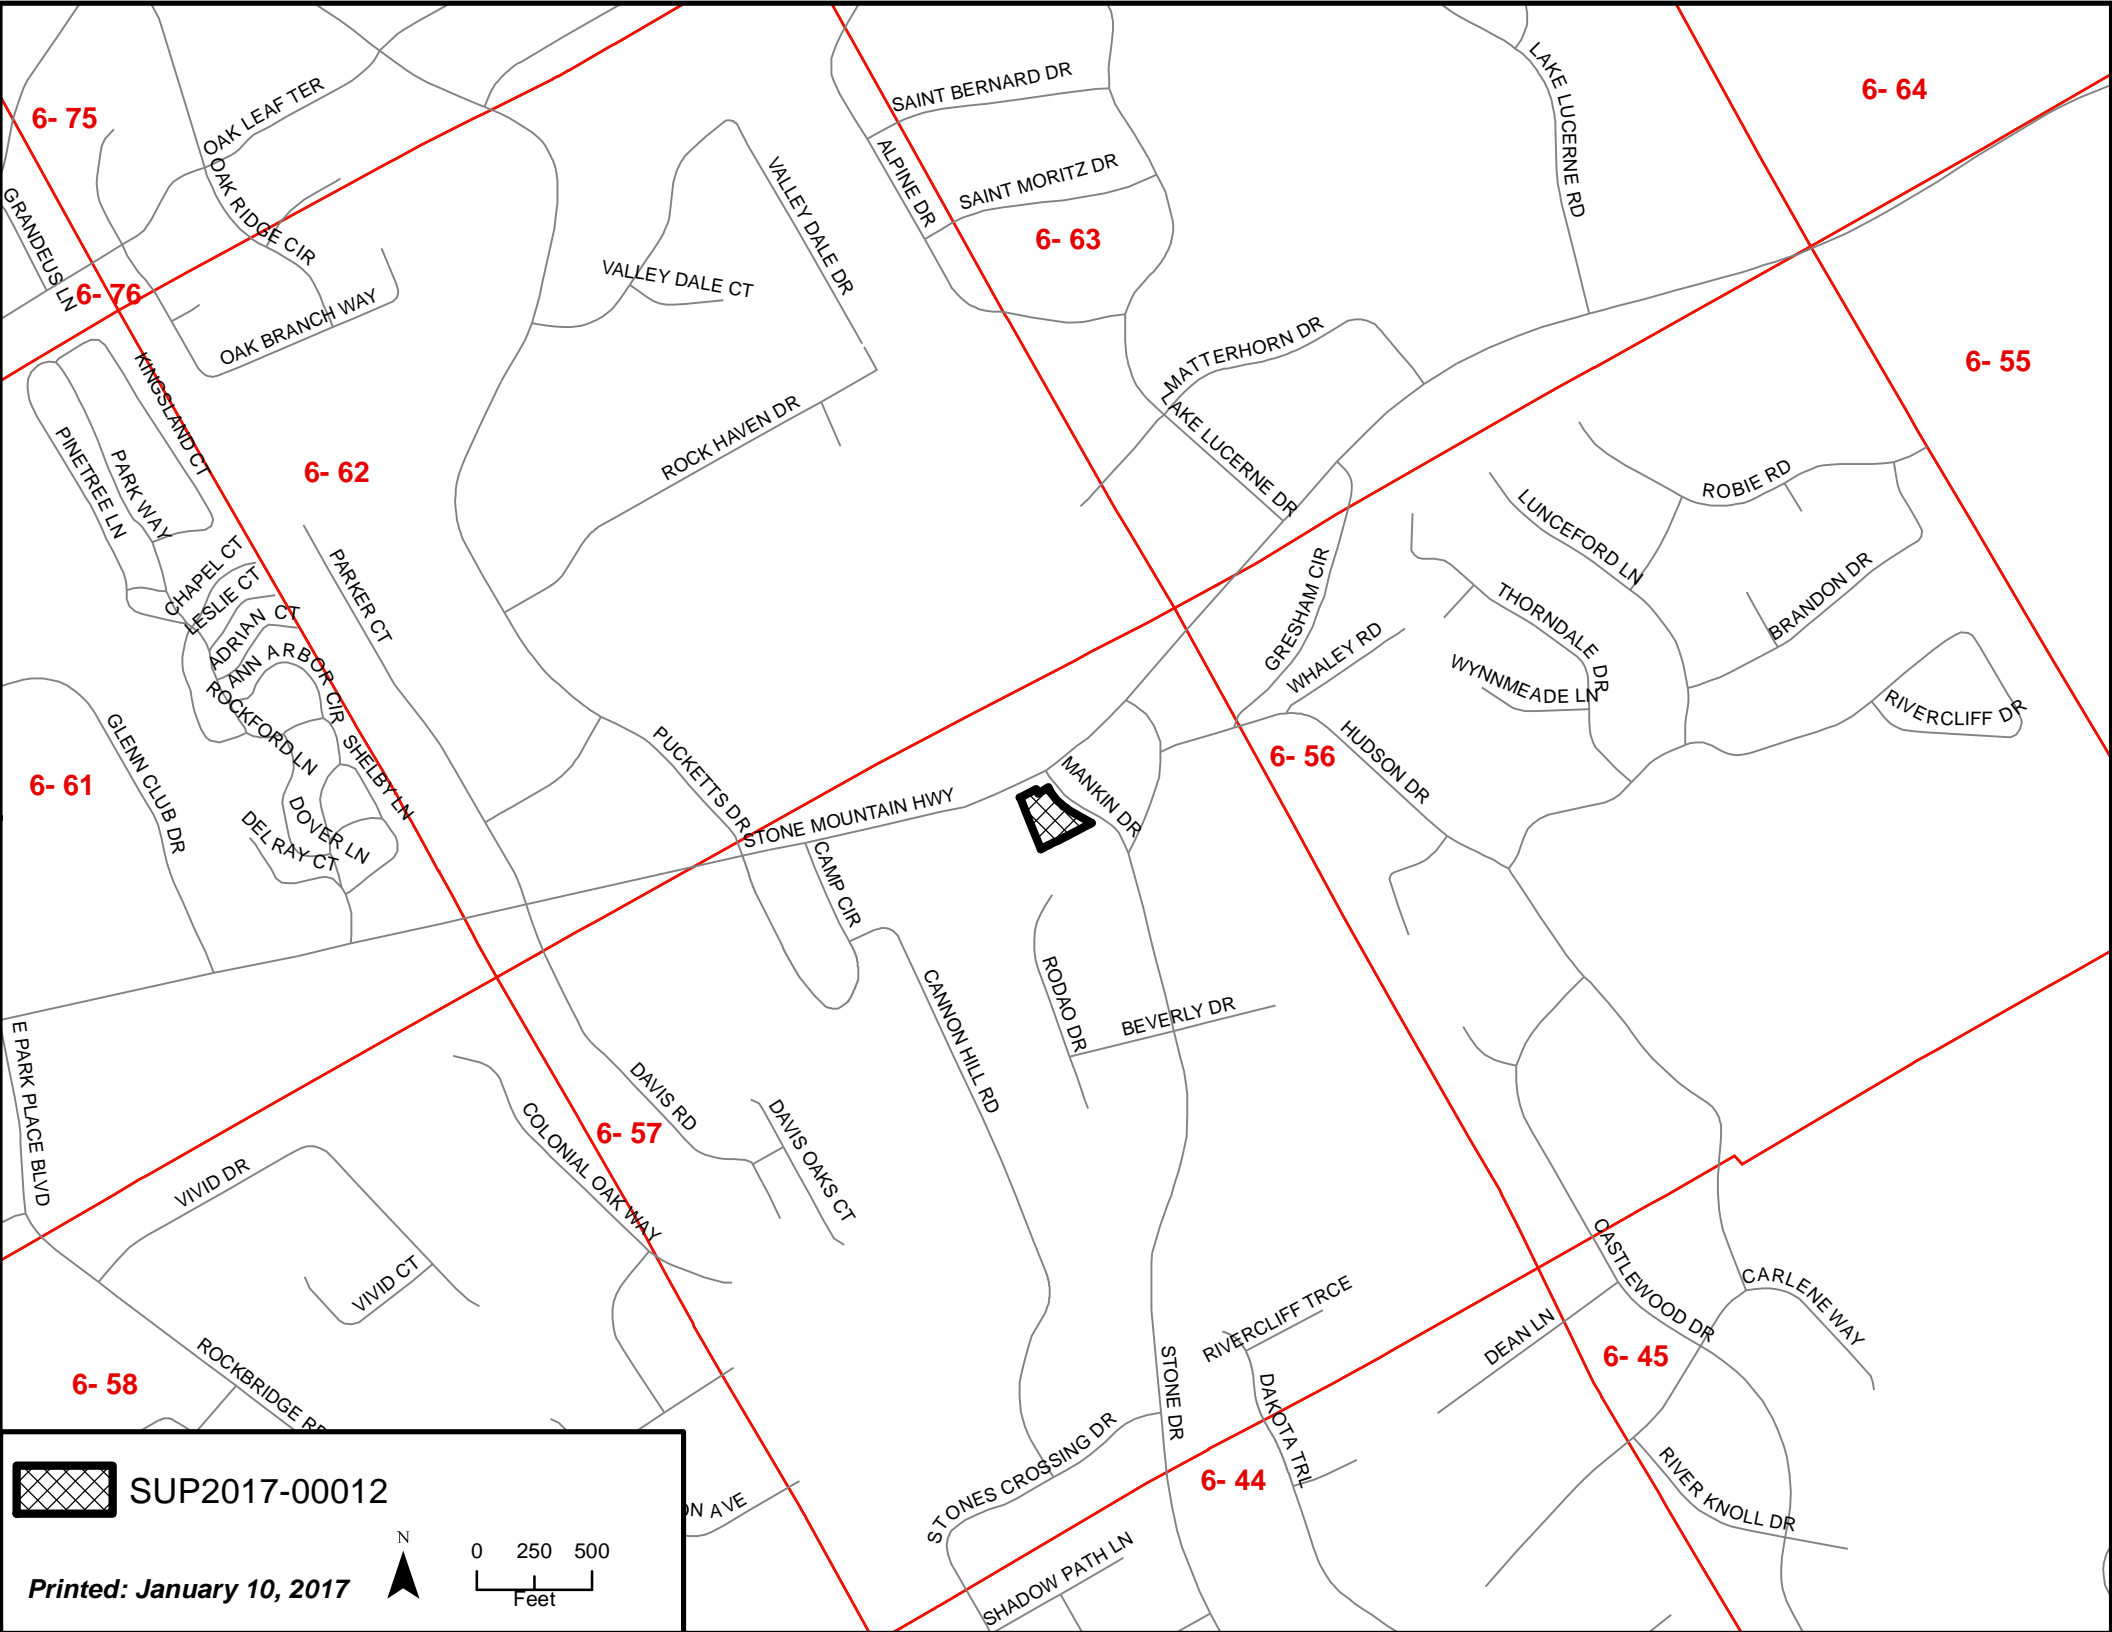 6- 75
OAK LEAF TER
SAINT BERNARD DR
LAKE LUCERNE RD
6- 64
GRANDEUS LN
OAK RIDGE CIR
ALPINE DR
SAINT MORITZ DR
VALLEY DALE DR
6- 63
6- 76
VALLEY DALE CT
OAK BRANCH WAY
MATTERHORN DR
6- 55
KINGSLAND CT
LAKE LUCERNE DR
PINETREE LN
PARK WAY
6- 62
ROCK HAVEN DR
ROBIE RD
LUNCEFORD LN
CHAPEL CT
LESLIE CT
ADRIAN CT
ANN ARBOR CIR
PARKER CT
GRESHAM CIR
WHALEY RD
THORNDALE DR
WYNNMEADE LN
BRANDON DR
RIVERCLIFF DR
ROCKFORD LN
GLENN CLUB DR
SHELBY LN
PUCKETTS DR
6- 61
DOVER LN
DEL RAY CT
STONE MOUNTAIN HWY
MANKIN DR
6- 56
HUDSON DR
CAMP CIR
CANNON HILL RD
RODAO DR
BEVERLY DR
E PARK PLACE BLVD
DAVIS RD
6- 57
COLONIAL OAK WAY
DAVIS OAKS CT
VIVID DR
VIVID CT
CASTLEWOOD DR
CARLENE WAY
RIVERCLIFF TRCE
DEAN LN
6- 45
6- 58
ROCKBRIDGE RD
STONE DR
DAKOTA TRL
STONES CROSSING DR
6- 44
RIVER KNOLL DR
SHADOW PATH LN
ON AVE
SUP2017-00012
N
0 250 500
Feet
Printed: January 10, 2017